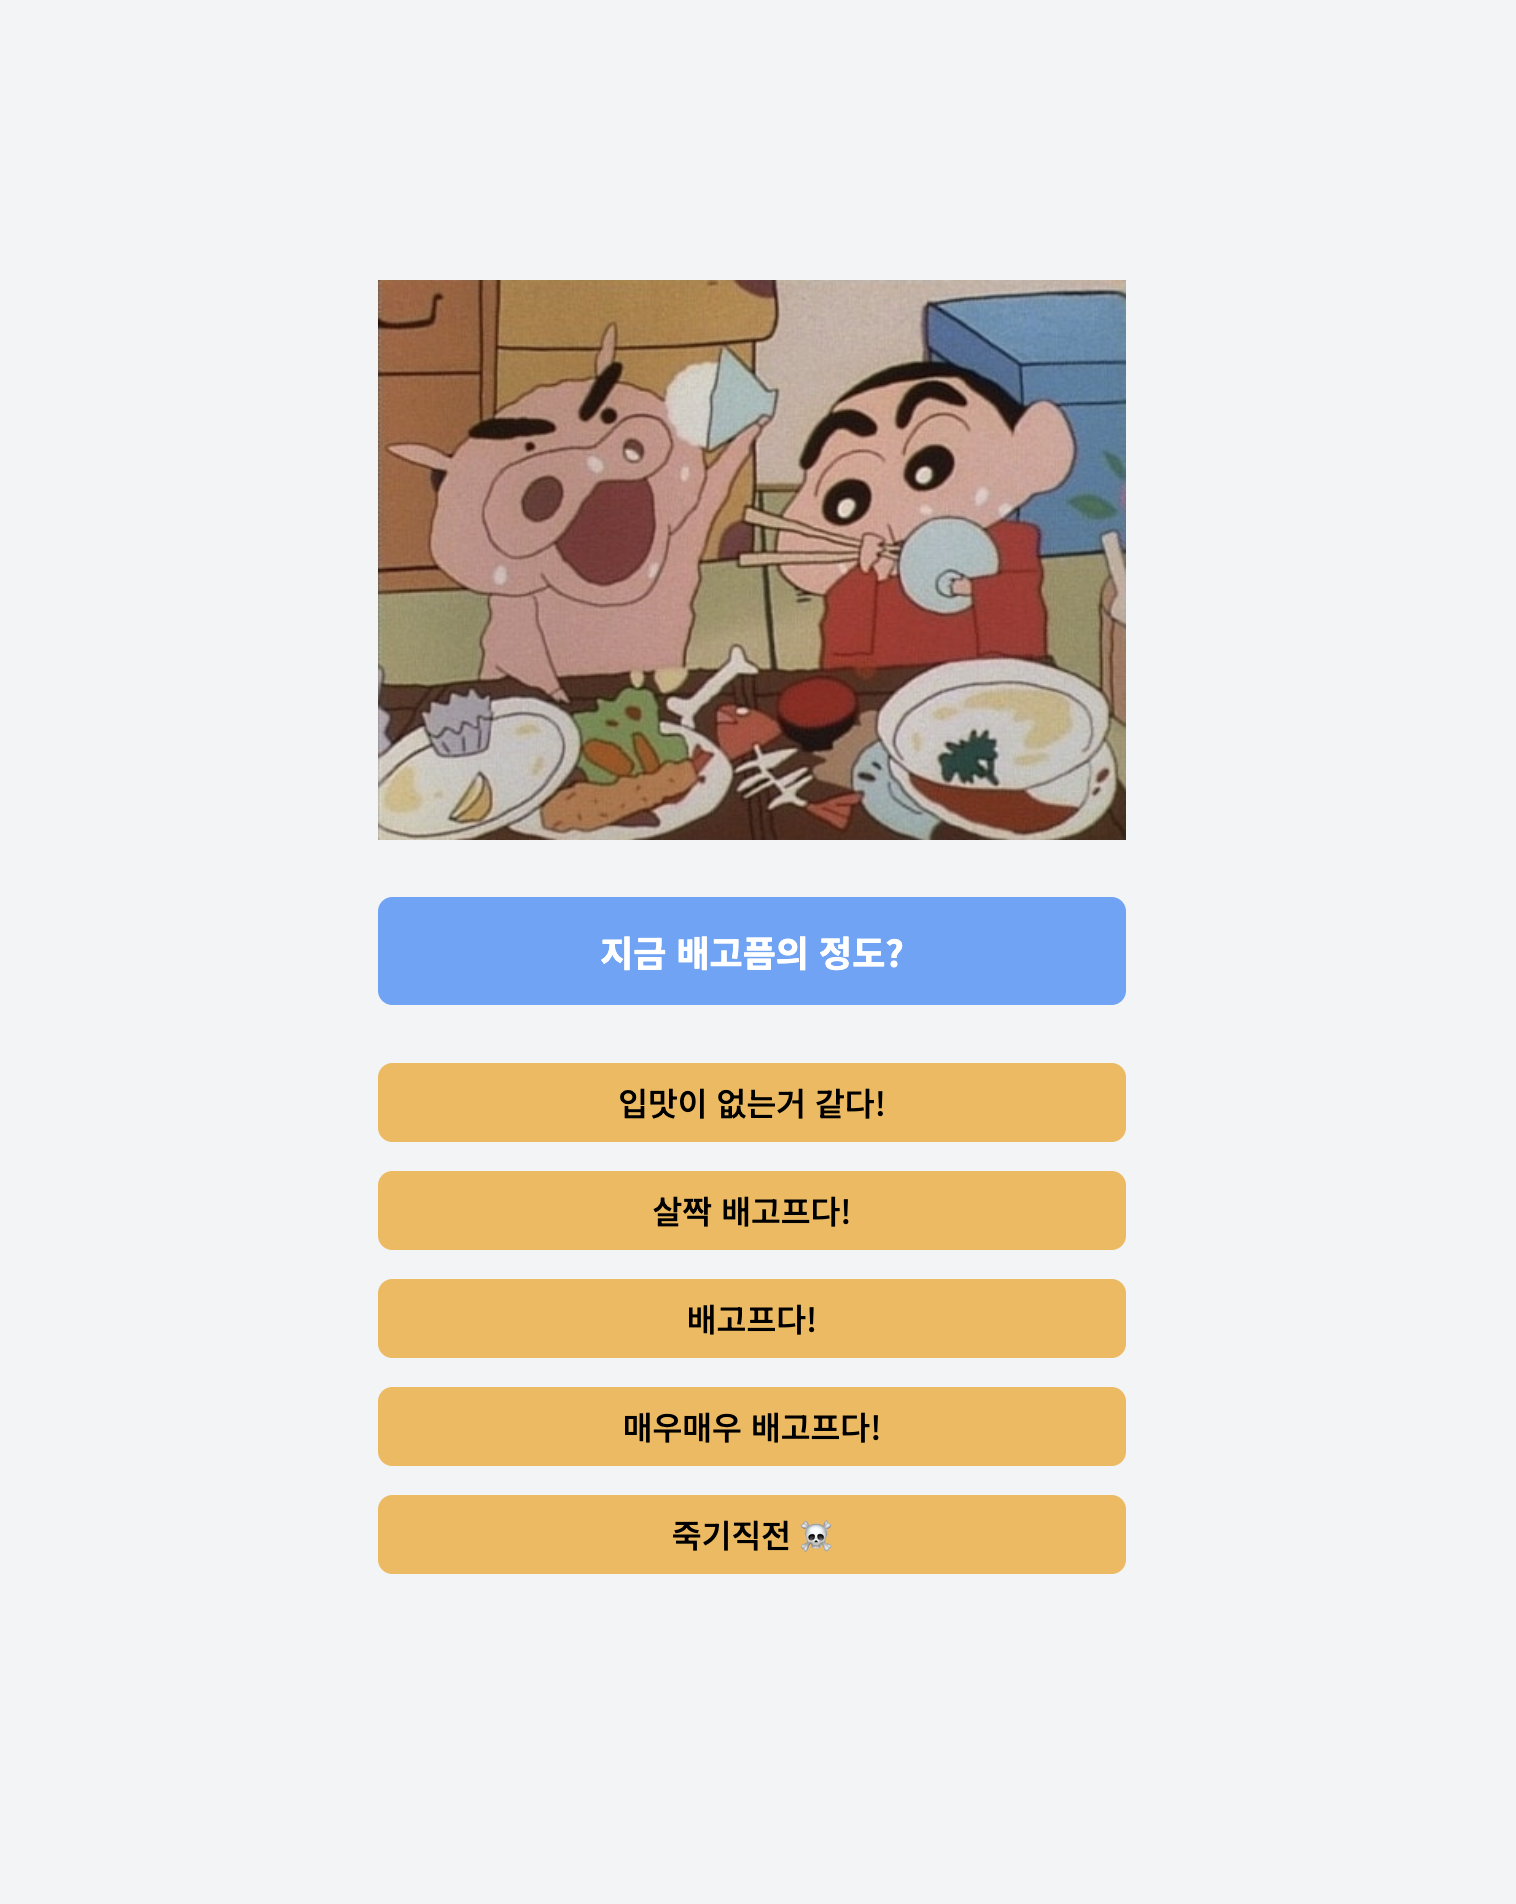 지금 배고픔의 정도?
입맛이 없는거 같다!
살짝 배고프다!
배고프다!
매우매우 배고프다!
죽기직전 ☠️